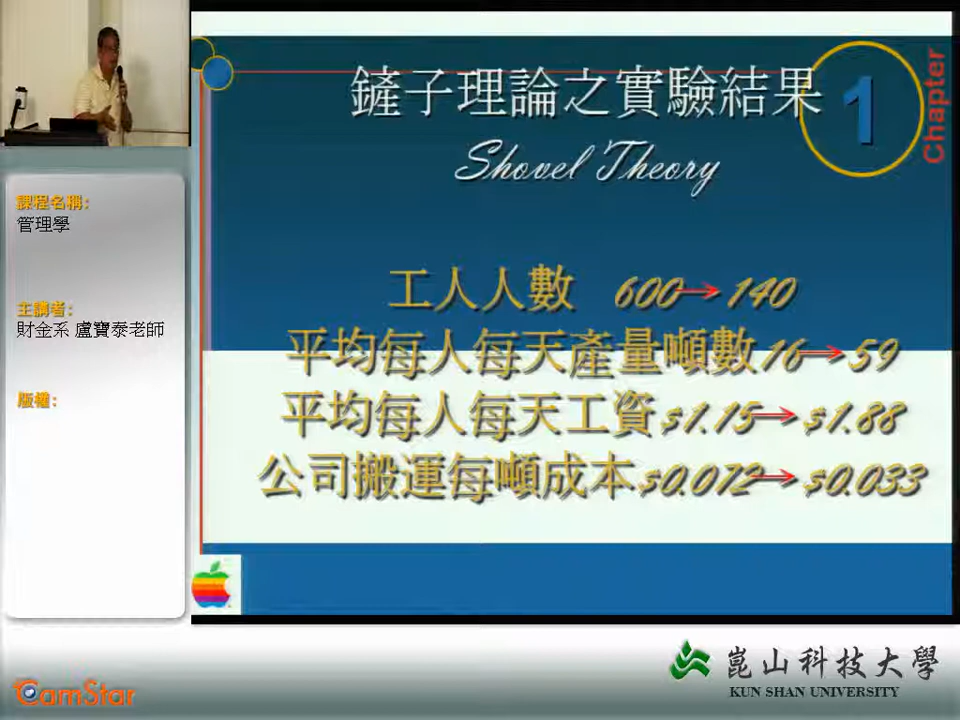 鏟子理論之實驗結果
Shovel Theory
1
Chapter
工人人數 600→140
平均每人每天產量噸數16→59
平均每人每天工資$1.15→$1.88
公司搬運每噸成本$0.072→$0.033
課程名稱:
管理學
主講者:
財金系 盧寶泰老師
版權:
CamStar
崑山科技大學
KUN SHAN UNIVERSITY